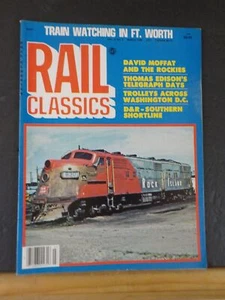 TRAIN WATCHING IN FT. WORTH
RAIL
CLASSICS
DAVID MOFFAT
AND THE ROCKIES
THOMAS EDISON'S
TELEGRAPH DAYS
TROLLEYS ACROSS
WASHINGTON D.C.
D&R - SOUTHERN
SHORTLINE
Rock Island